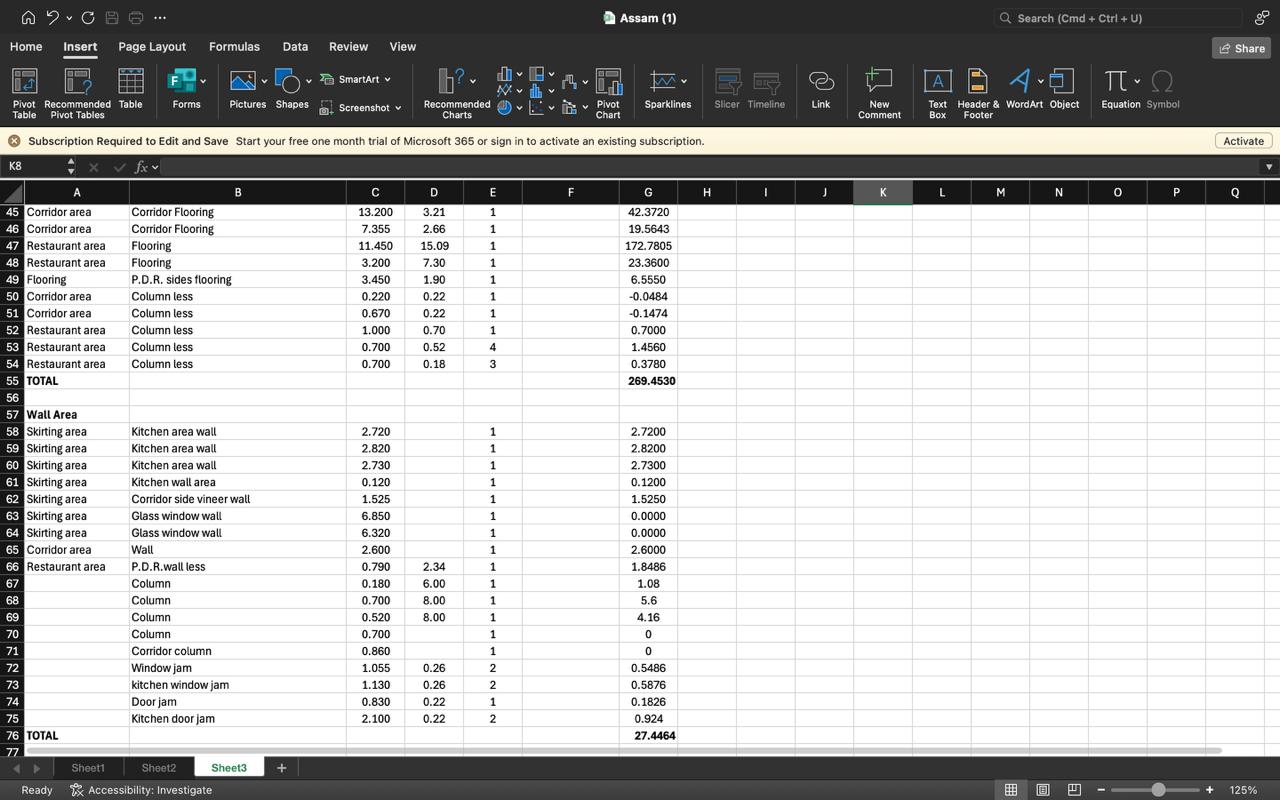 Assam (1)
Search (Cmd + Ctrl + U)
Home Insert Page Layout Formulas Data Review View Share
Pivot Table Recommended Pivot Tables Table Forms Pictures Shapes SmartArt Screenshot Recommended Charts Pivot Chart Sparklines Slicer Timeline Link New Comment Text Box Header & Footer WordArt Object Equation Symbol
Subscription Required to Edit and Save Start your free one month trial of Microsoft 365 or sign in to activate an existing subscription. Activate
K8 fx
A B C D E F G H I J K L M N O P Q
45 Corridor area Corridor Flooring 13.200 3.21 1 42.3720
46 Corridor area Corridor Flooring 7.355 2.66 1 19.5643
47 Restaurant area Flooring 11.450 15.09 1 172.7805
48 Restaurant area Flooring 3.200 7.30 1 23.3600
49 Flooring P.D.R. sides flooring 3.450 1.90 1 6.5550
50 Corridor area Column less 0.220 0.22 1 -0.0484
51 Corridor area Column less 0.670 0.22 1 -0.1474
52 Restaurant area Column less 1.000 0.70 1 0.7000
53 Restaurant area Column less 0.700 0.52 4 1.4560
54 Restaurant area Column less 0.700 0.18 3 0.3780
55 TOTAL 269.4530
56
57 Wall Area
58 Skirting area Kitchen area wall 2.720 1 2.7200
59 Skirting area Kitchen area wall 2.820 1 2.8200
60 Skirting area Kitchen area wall 2.730 1 2.7300
61 Skirting area Kitchen wall area 0.120 1 0.1200
62 Skirting area Corridor side vineer wall 1.525 1 1.5250
63 Skirting area Glass window wall 6.850 1 0.0000
64 Skirting area Glass window wall 6.320 1 0.0000
65 Corridor area Wall 2.600 1 2.6000
66 Restaurant area P.D.R.wall less 0.790 2.34 1 1.8486
67 Column 0.180 6.00 1 1.08
68 Column 0.700 8.00 1 5.6
69 Column 0.520 8.00 1 4.16
70 Column 0.700 1 0
71 Corridor column 0.860 1 0
72 Window jam 1.055 0.26 2 0.5486
73 kitchen window jam 1.130 0.26 2 0.5876
74 Door jam 0.830 0.22 1 0.1826
75 Kitchen door jam 2.100 0.22 2 0.924
76 TOTAL 27.4464
77
Sheet1 Sheet2 Sheet3 +
Ready Accessibility: Investigate 125%